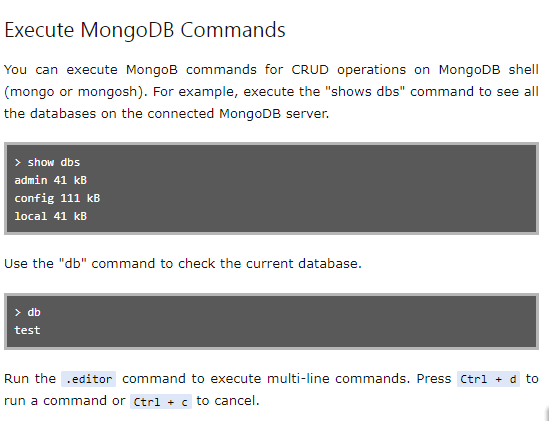 Execute MongoDB Commands
You can execute MongoB commands for CRUD operations on MongoDB shell
(mongo or mongosh). For example, execute the "shows dbs" command to see all
the databases on the connected MongoDB server.
> show dbs
admin 41 kB
config 111 kB
local 41 kB
Use the "db" command to check the current database.
> db
test
Run the .editor command to execute multi-line commands. Press Ctrl + d to
run a command or Ctrl + c to cancel.